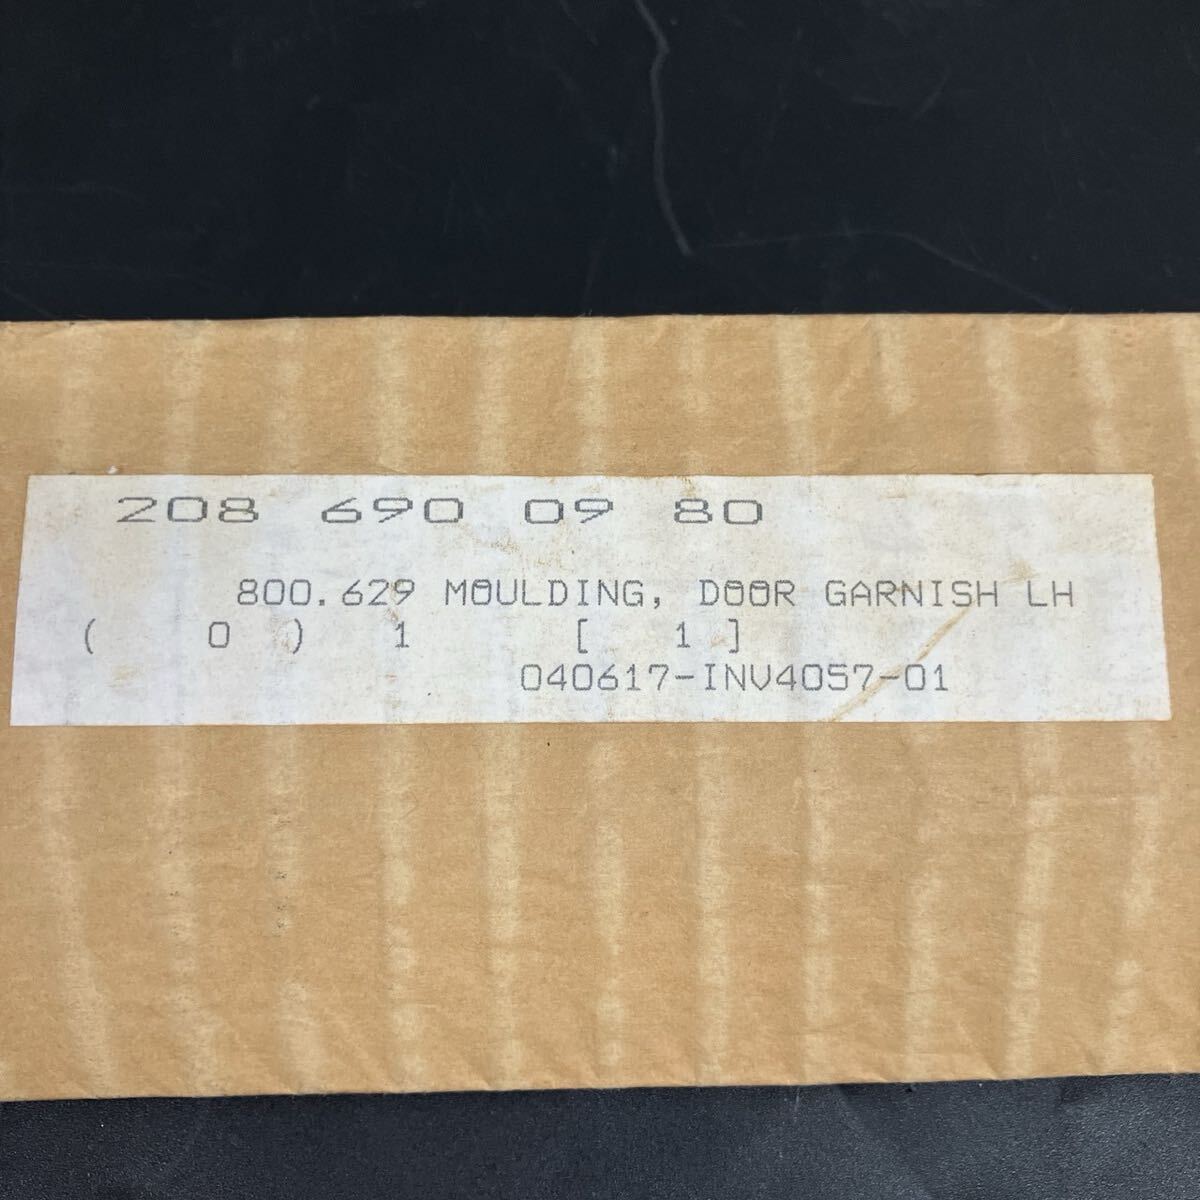 208 690 09 80
800.629 MOULDING, DOOR GARNISH LH
( 0 ) 1 [ 1 ]
040617-INV4057-01